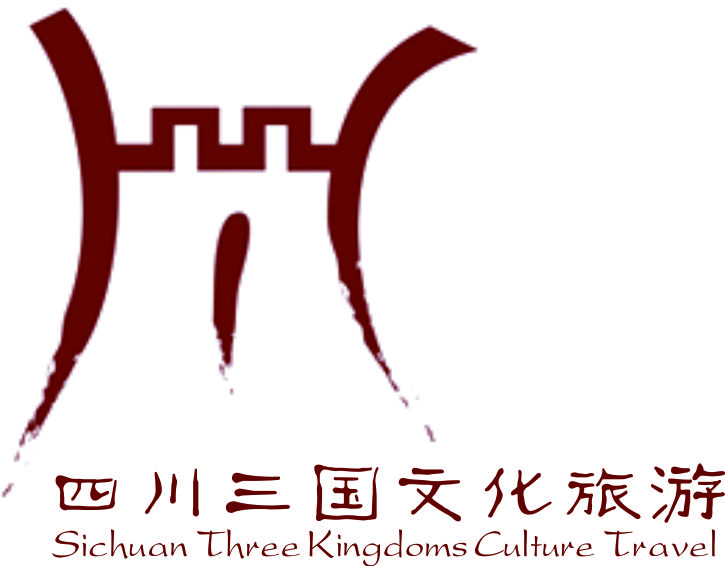 四川三国文化旅游
Sichuan Three Kingdoms Culture Travel